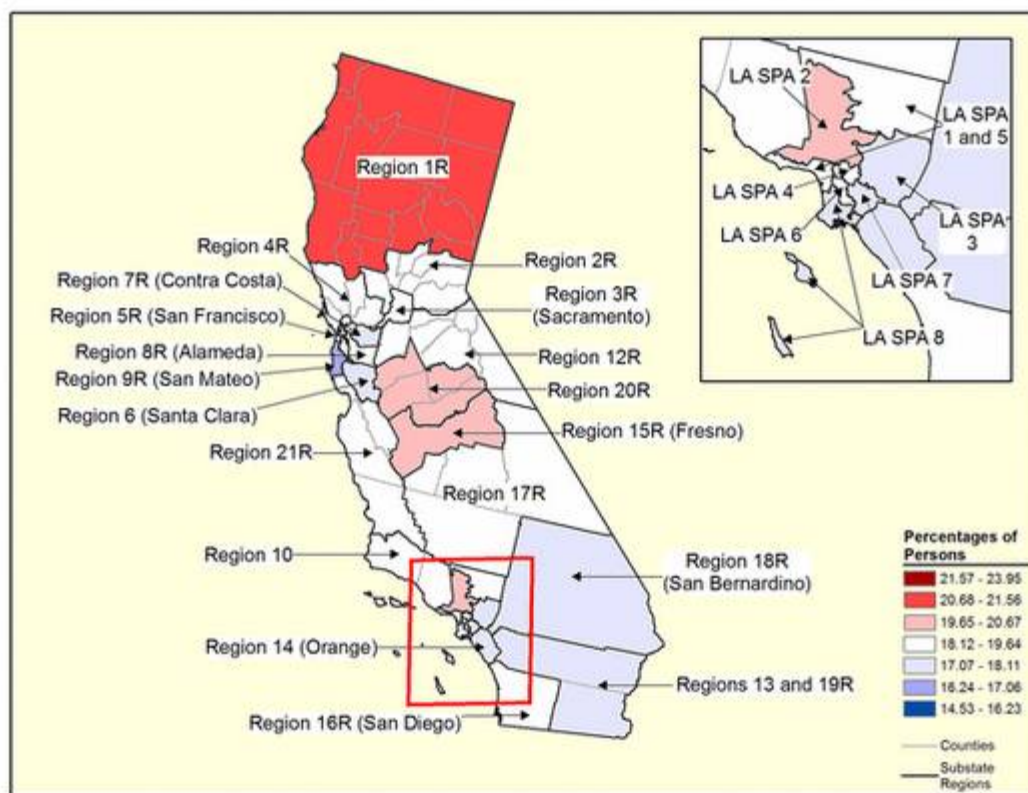 Region 1R
Region 4R
Region 2R
Region 7R (Contra Costa)
Region 3R
(Sacramento)
Region 5R (San Francisco)
Region 8R (Alameda)
Region 12R
Region 9R (San Mateo)
Region 20R
Region 6 (Santa Clara)
Region 15R (Fresno)
Region 21R
Region 17R
Region 10
Region 18R
(San Bernardino)
Region 14 (Orange)
Regions 13 and 19R
Region 16R (San Diego)
LA SPA 2
LA SPA
1 and 5
LA SPA 4
LA SPA 6
LA SPA
3
LA SPA 7
LA SPA 8
Percentages of
Persons
21.57 - 23.95
20.68 - 21.56
19.65 - 20.67
18.12 - 19.64
17.07 - 18.11
16.24 - 17.06
14.53 - 16.23
Counties
Substate
Regions